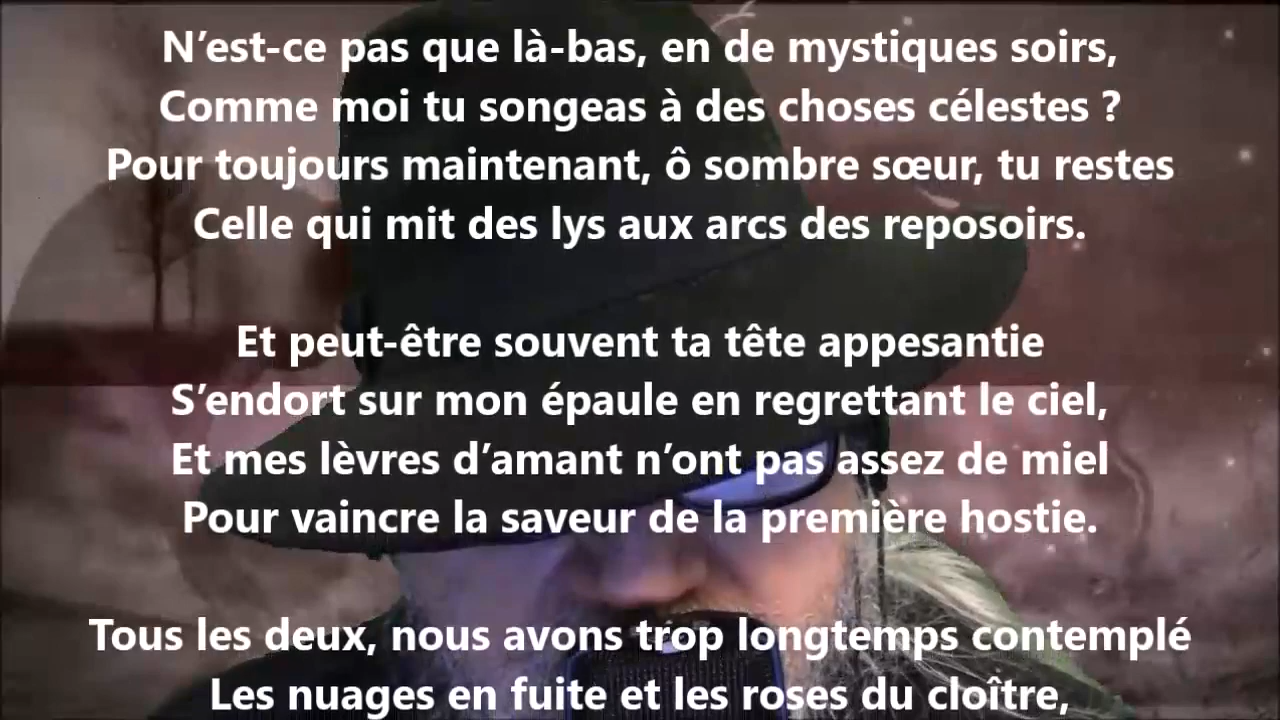 N’est-ce pas que là-bas, en de mystiques soirs,
Comme moi tu songeas à des choses célestes ?
Pour toujours maintenant, ô sombre sœur, tu restes
Celle qui mit des lys aux arcs des reposoirs.
Et peut-être souvent ta tête appesantie
S’endort sur mon épaule en regrettant le ciel,
Et mes lèvres d’amant n’ont pas assez de miel
Pour vaincre la saveur de la première hostie.
Tous les deux, nous avons trop longtemps contemplé
Les nuages en fuite et les roses du cloître,